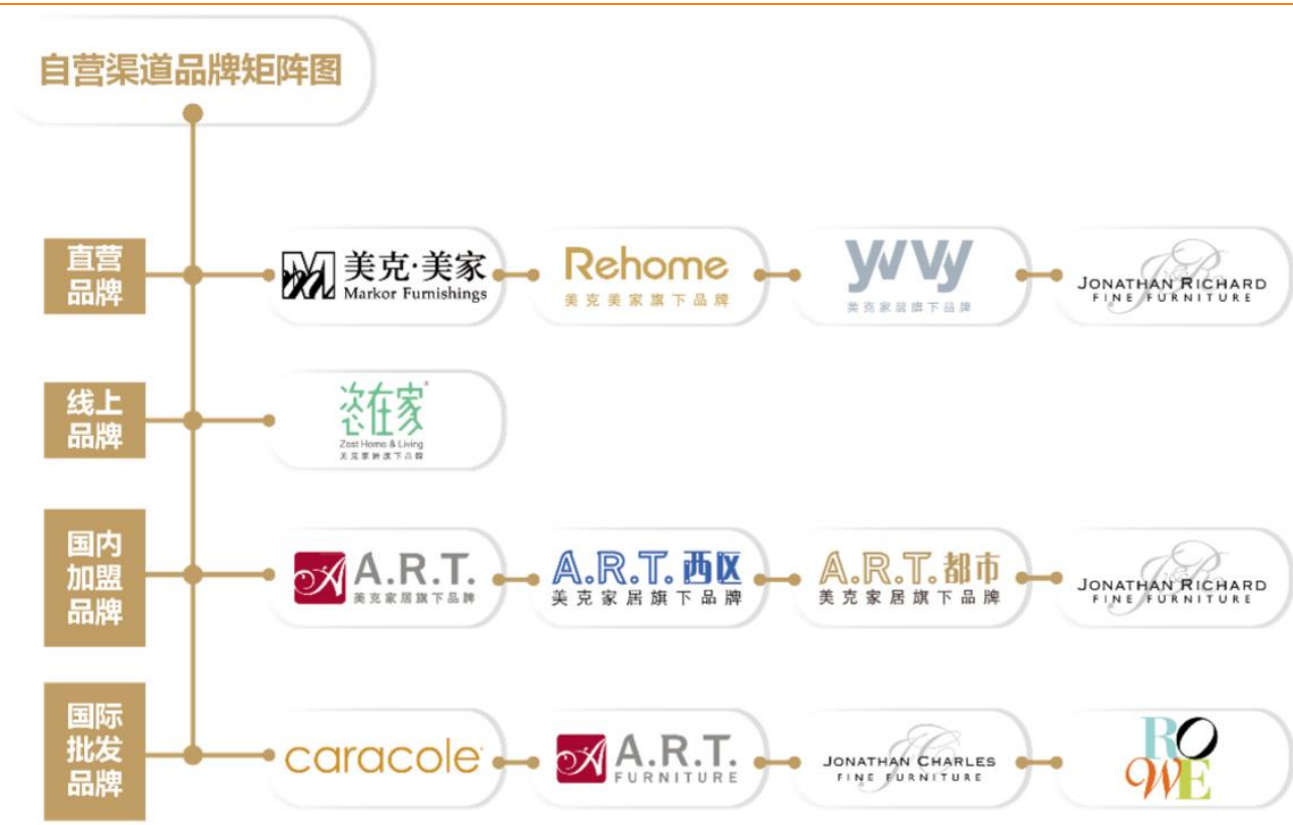 自营渠道品牌矩阵图
直营
品牌
美克·美家
Markor Furnishings
Rehome
美克美家旗下品牌
YVVY
美克家居旗下品牌
JONATHAN RICHARD
FINE FURNITURE
线上
品牌
恣在家
Zest Home & Living
美克家居旗下品牌
国内
加盟
品牌
A.R.T.
美克家居旗下品牌
A.R.T. 西区
美克家居旗下品牌
A.R.T. 都市
美克家居旗下品牌
JONATHAN RICHARD
FINE FURNITURE
国际
批发
品牌
caracole
A.R.T.
FURNITURE
JONATHAN CHARLES
FINE FURNITURE
RO
WE